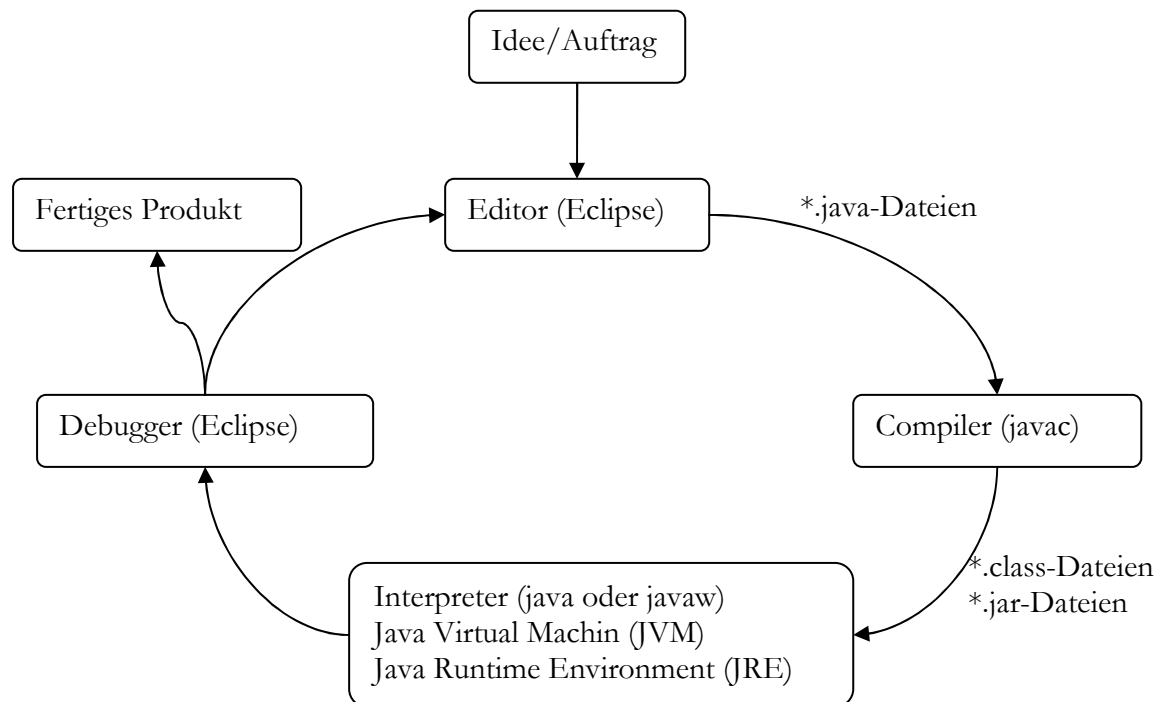 Idee/Auftrag
Fertiges Produkt
Editor (Eclipse)
*.java-Dateien
Debugger (Eclipse)
Compiler (javac)
*.class-Dateien
*.jar-Dateien
Interpreter (java oder javaw)
Java Virtual Machin (JVM)
Java Runtime Environment (JRE)